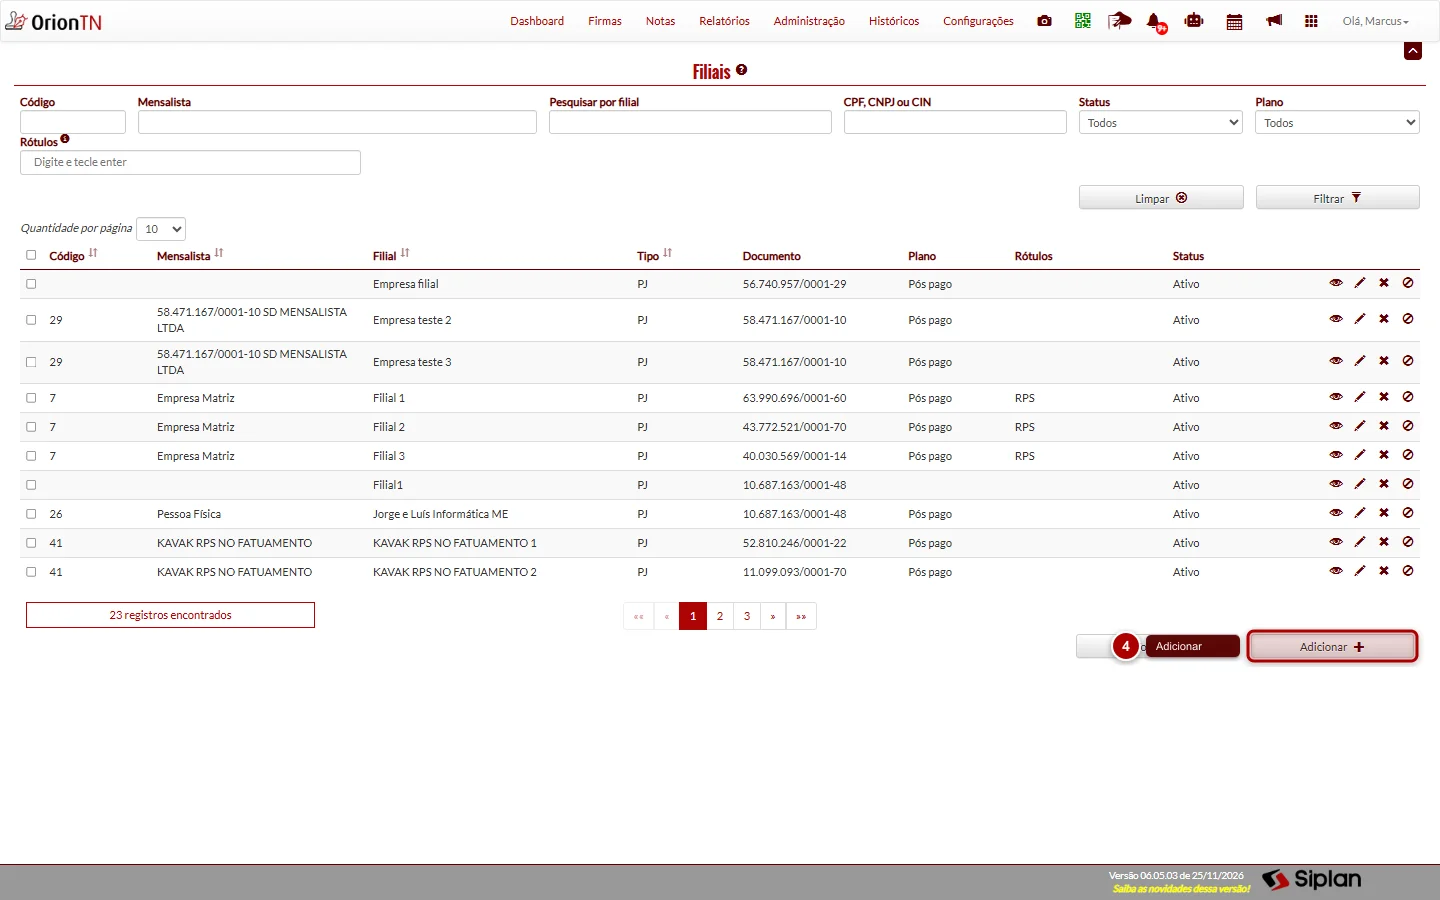 OrionTN
Dashboard Firmas Notas Relatórios Administração Históricos Configurações 9+ Olá, Marcus
Filiais
Código Mensalista Pesquisar por filial CPF, CNPJ ou CIN Status Plano
Todos Todos
Rótulos
Digite e tecle enter
Limpar Filtrar
Quantidade por página 10
Código Mensalista Filial Tipo Documento Plano Rótulos Status
Empresa filial PJ 56.740.957/0001-29 Pós pago Ativo
29 58.471.167/0001-10 SD MENSALISTA LTDA Empresa teste 2 PJ 58.471.167/0001-10 Pós pago Ativo
29 58.471.167/0001-10 SD MENSALISTA LTDA Empresa teste 3 PJ 58.471.167/0001-10 Pós pago Ativo
7 Empresa Matriz Filial 1 PJ 63.990.696/0001-60 Pós pago RPS Ativo
7 Empresa Matriz Filial 2 PJ 43.772.521/0001-70 Pós pago RPS Ativo
7 Empresa Matriz Filial 3 PJ 40.030.569/0001-14 Pós pago RPS Ativo
Filial1 PJ 10.687.163/0001-48 Ativo
26 Pessoa Física Jorge e Luís Informática ME PJ 10.687.163/0001-48 Pós pago Ativo
41 KAVAK RPS NO FATUAMENTO KAVAK RPS NO FATUAMENTO 1 PJ 52.810.246/0001-22 Pós pago Ativo
41 KAVAK RPS NO FATUAMENTO KAVAK RPS NO FATUAMENTO 2 PJ 11.099.093/0001-70 Pós pago Ativo
23 registros encontrados «« « 1 2 3 » »»
4 Adicionar Adicionar
Versão 06.05.03 de 25/11/2026
Saiba as novidades dessa versão!
Siplan